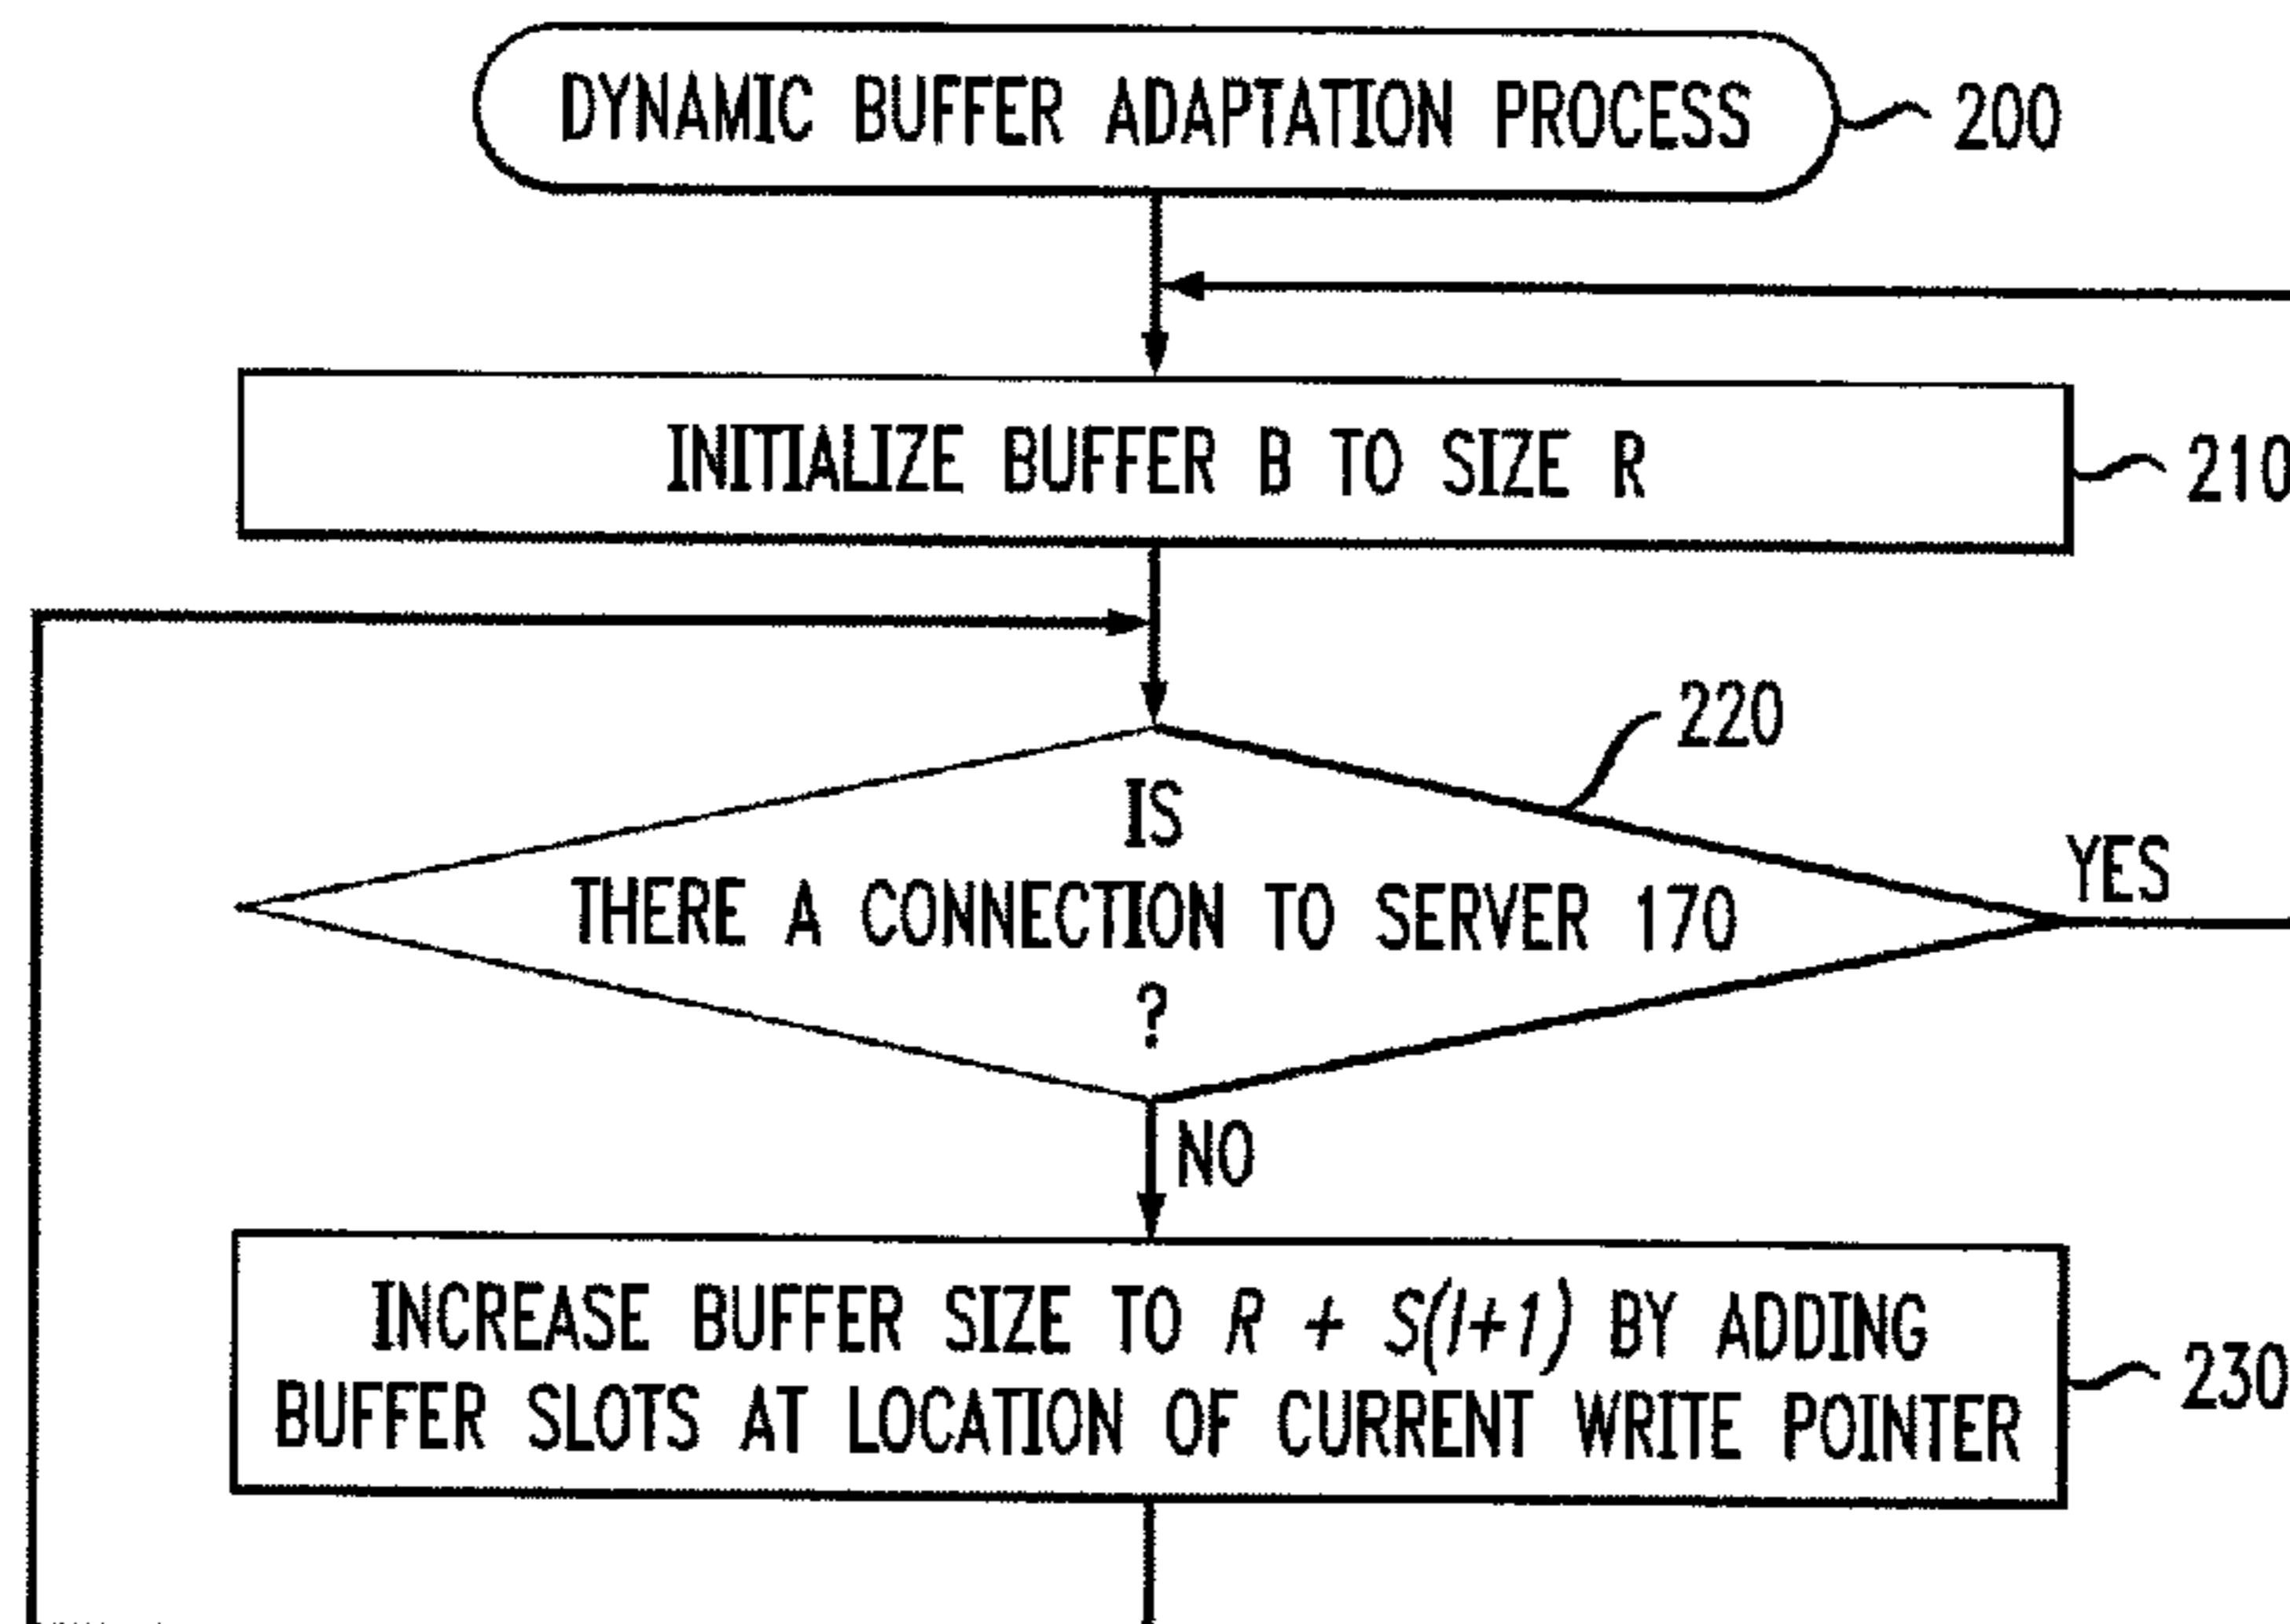 DYNAMIC BUFFER ADAPTATION PROCESS
200
INITIALIZE BUFFER B TO SIZE R
210
220
IS
THERE A CONNECTION TO SERVER 170
?
YES
NO
INCREASE BUFFER SIZE TO R + S(I+1) BY ADDING
BUFFER SLOTS AT LOCATION OF CURRENT WRITE POINTER
230